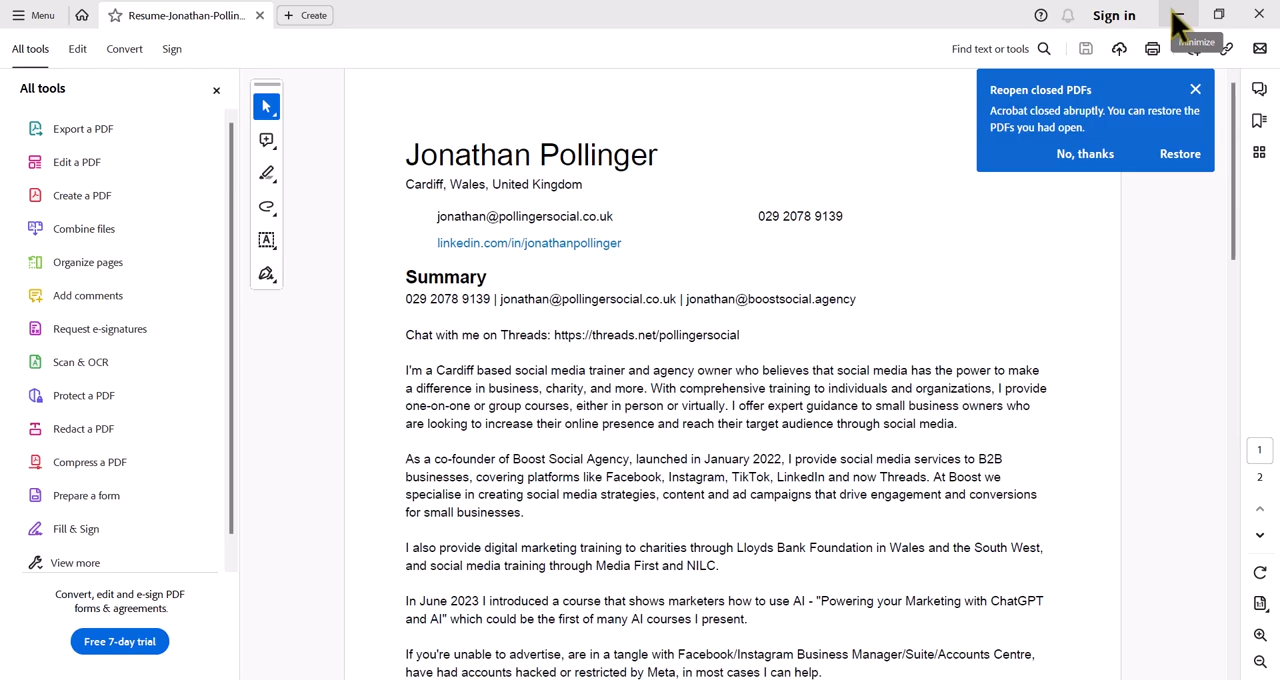 Menu
Resume-Jonathan-Pollin...
Create
Sign in
All tools
Edit
Convert
Sign
Find text or tools
Minimize
All tools
Export a PDF
Edit a PDF
Create a PDF
Combine files
Organize pages
Add comments
Request e-signatures
Scan & OCR
Protect a PDF
Redact a PDF
Compress a PDF
Prepare a form
Fill & Sign
View more
Convert, edit and e-sign PDF
forms & agreements.
Free 7-day trial
Reopen closed PDFs
Acrobat closed abruptly. You can restore the
PDFs you had open.
No, thanks
Restore
Jonathan Pollinger
Cardiff, Wales, United Kingdom
jonathan@pollingersocial.co.uk
029 2078 9139
linkedin.com/in/jonathanpollinger
Summary
029 2078 9139 | jonathan@pollingersocial.co.uk | jonathan@boostsocial.agency
Chat with me on Threads: https://threads.net/pollingersocial
I'm a Cardiff based social media trainer and agency owner who believes that social media has the power to make
a difference in business, charity, and more. With comprehensive training to individuals and organizations, I provide
one-on-one or group courses, either in person or virtually. I offer expert guidance to small business owners who
are looking to increase their online presence and reach their target audience through social media.
As a co-founder of Boost Social Agency, launched in January 2022, I provide social media services to B2B
businesses, covering platforms like Facebook, Instagram, TikTok, LinkedIn and now Threads. At Boost we
specialise in creating social media strategies, content and ad campaigns that drive engagement and conversions
for small businesses.
I also provide digital marketing training to charities through Lloyds Bank Foundation in Wales and the South West,
and social media training through Media First and NILC.
In June 2023 I introduced a course that shows marketers how to use AI - "Powering your Marketing with ChatGPT
and AI" which could be the first of many AI courses I present.
If you're unable to advertise, are in a tangle with Facebook/Instagram Business Manager/Suite/Accounts Centre,
have had accounts hacked or restricted by Meta, in most cases I can help.
1
2